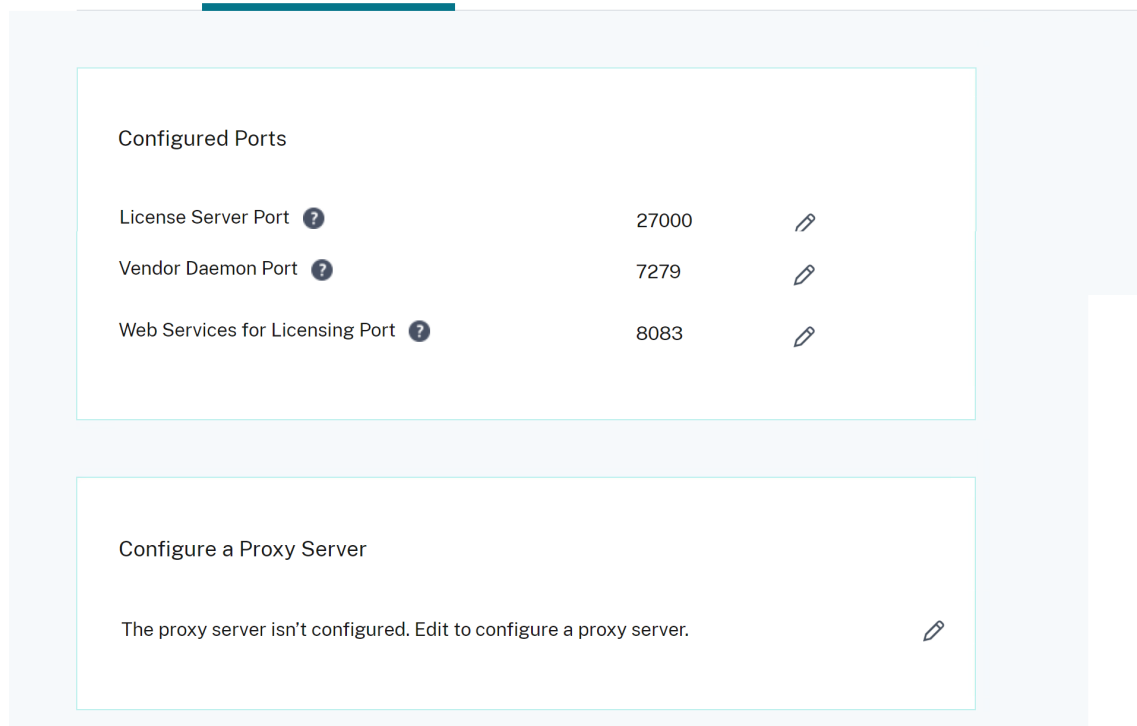 Configured Ports
License Server Port ? 27000
Vendor Daemon Port ? 7279
Web Services for Licensing Port ? 8083
Configure a Proxy Server
The proxy server isn’t configured. Edit to configure a proxy server.